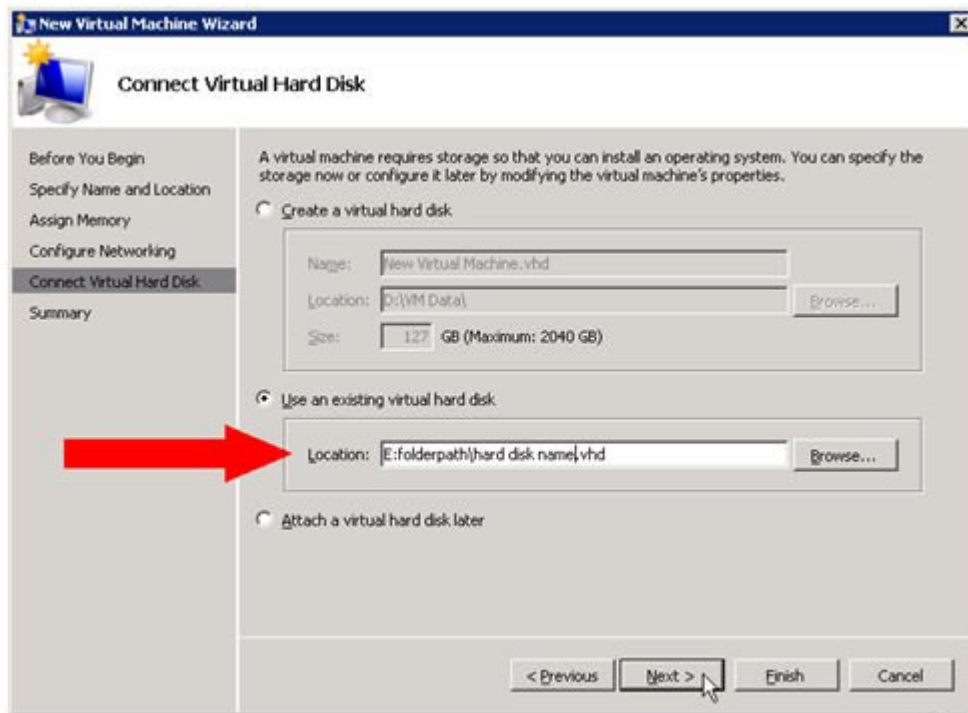 New Virtual Machine Wizard
Connect Virtual Hard Disk
Before You Begin
Specify Name and Location
Assign Memory
Configure Networking
Connect Virtual Hard Disk
Summary
A virtual machine requires storage so that you can install an operating system. You can specify the
storage now or configure it later by modifying the virtual machine's properties.
Create a virtual hard disk
Name: New Virtual Machine.vhd
Location: D:\VM Data\ Browse...
Size: 127 GB (Maximum: 2040 GB)
Use an existing virtual hard disk
Location: E:folderpath\hard disk name.vhd Browse...
Attach a virtual hard disk later
< Previous Next > Finish Cancel